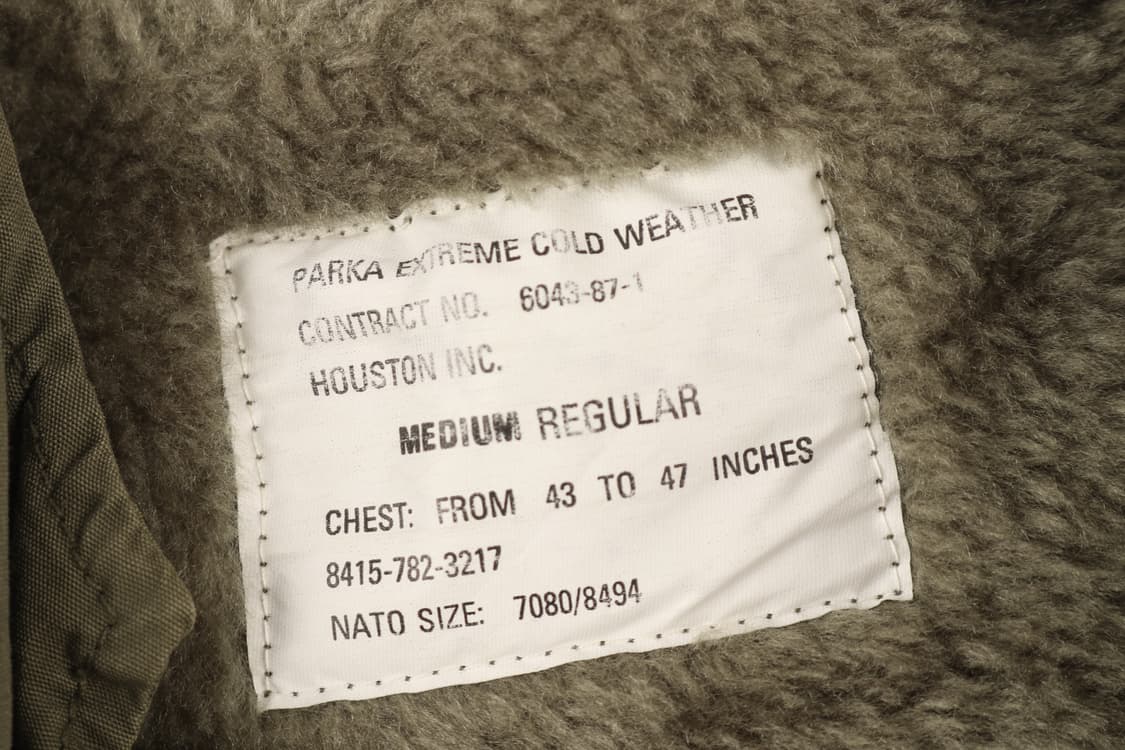 PARKA EXTREME COLD WEATHER
CONTRACT NO. 6043-87-1
HOUSTON INC.
MEDIUM REGULAR
CHEST: FROM 43 TO 47 INCHES
8415-782-3217
NATO SIZE: 7080/8494